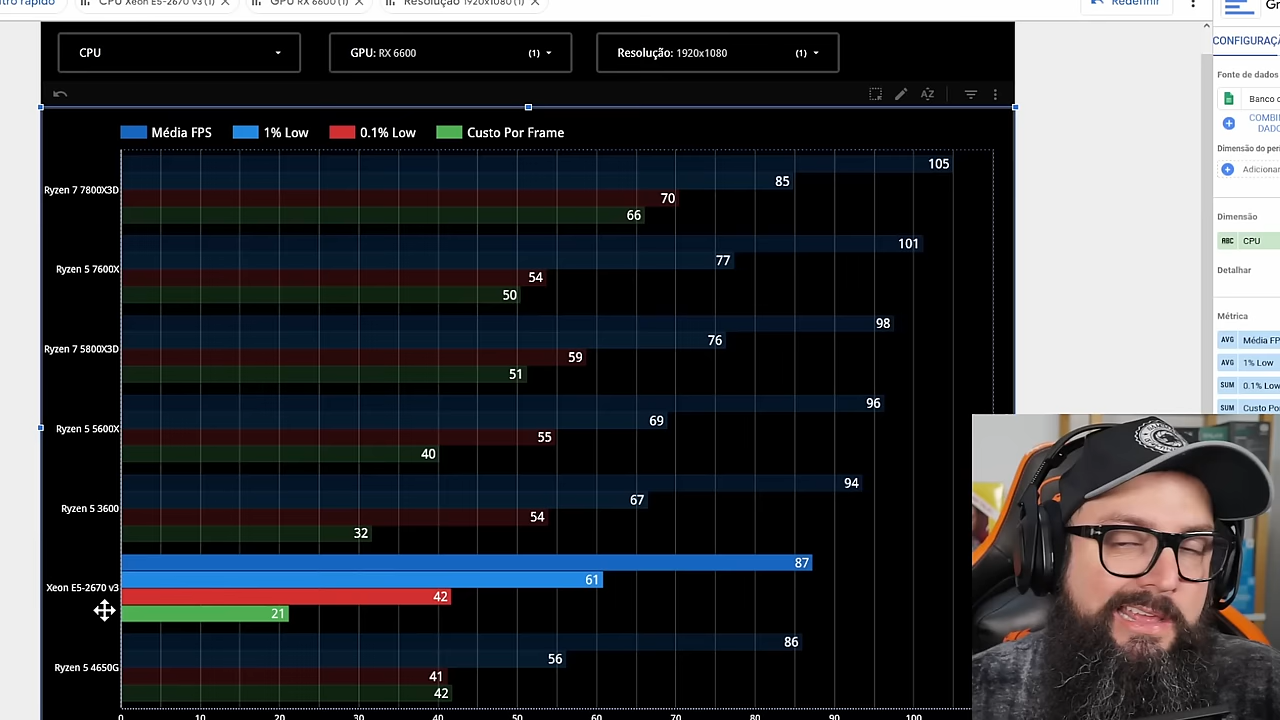 CPU Xeon E5-2670 v3 (1)
GPU RX 6600 (1)
Resolução 1920x1080 (1)
Redefinir
CPU
GPU: RX 6600 (1)
Resolução: 1920x1080 (1)
Média FPS
1% Low
0.1% Low
Custo Por Frame
Ryzen 7 7800X3D
105
85
70
66
Ryzen 5 7600X
101
77
54
50
Ryzen 7 5800X3D
98
76
59
51
Ryzen 5 5600X
96
69
55
40
Ryzen 5 3600
94
67
54
32
Xeon E5-2670 v3
87
61
42
21
Ryzen 5 4650G
86
56
41
42
0 10 20 30 40 50 60 70 80 90 100
Fonte de dados
Banco
Dimensão do
Adicionar
Dimensão
ABC CPU
Detalhar
Métrica
AVG Média
AVG 1% Low
SUM 0.1% Low
SUM Custo